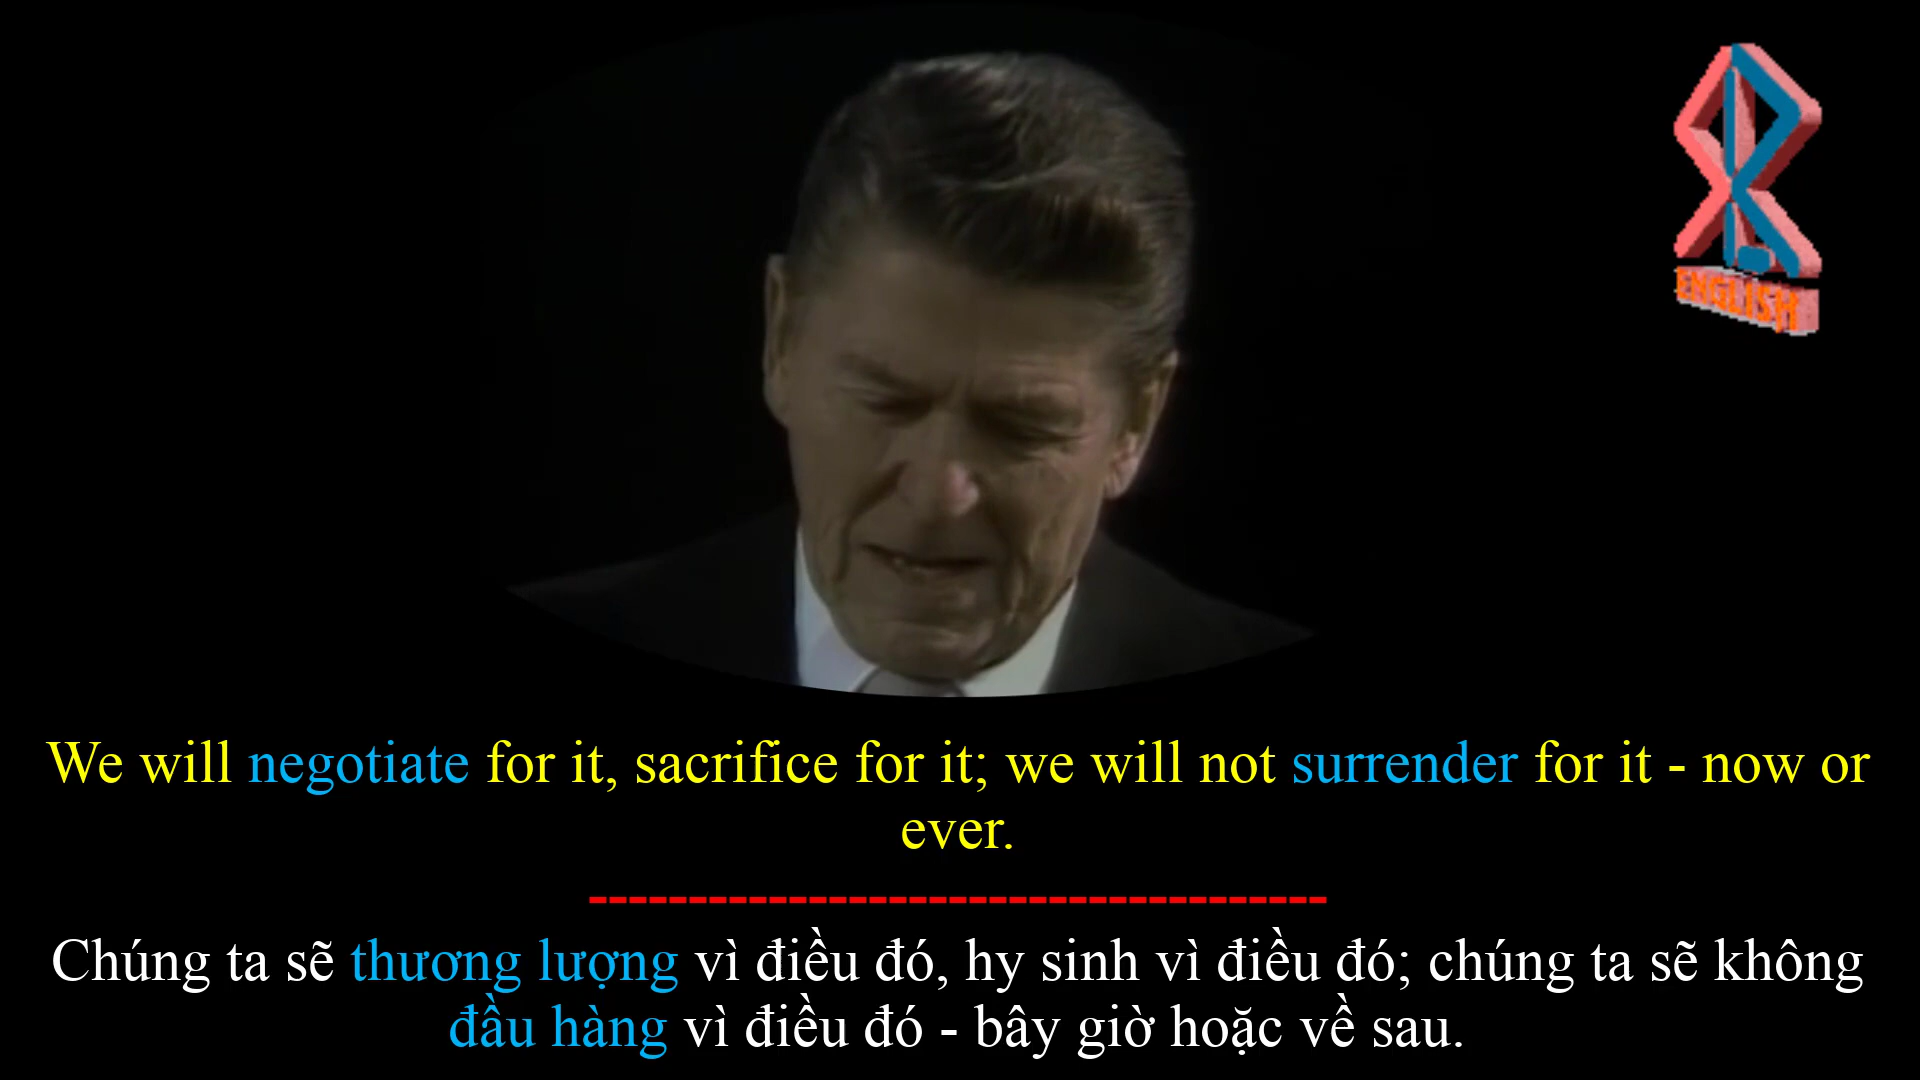 ENGLISH
We will negotiate for it, sacrifice for it; we will not surrender for it - now or
ever.
-------------------------------------
Chúng ta sẽ thương lượng vì điều đó, hy sinh vì điều đó; chúng ta sẽ không
đầu hàng vì điều đó - bây giờ hoặc về sau.